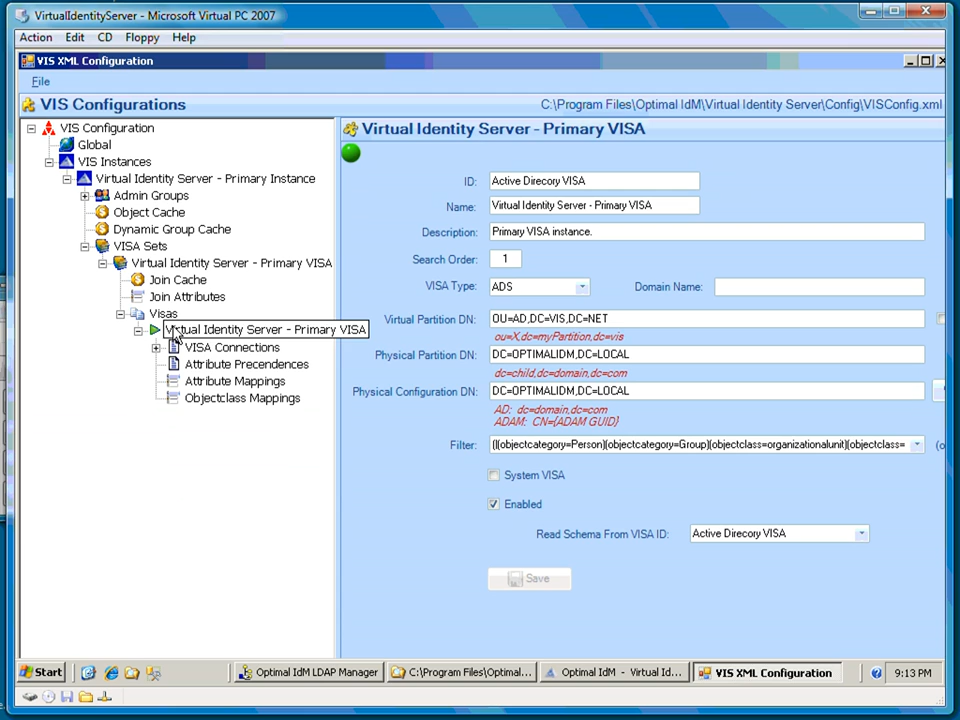 VirtualIdentityServer - Microsoft Virtual PC 2007
Action Edit CD Floppy Help
VIS XML Configuration
File
VIS Configurations
C:\Program Files\Optimal IdM\Virtual Identity Server\Config\VISConfig.xml
VIS Configuration
Global
VIS Instances
Virtual Identity Server - Primary Instance
Admin Groups
Object Cache
Dynamic Group Cache
VISA Sets
Virtual Identity Server - Primary VISA
Join Cache
Join Attributes
Visas
Virtual Identity Server - Primary VISA
VISA Connections
Attribute Precendences
Attribute Mappings
Objectclass Mappings
Virtual Identity Server - Primary VISA
ID: Active Direcory VISA
Name: Virtual Identity Server - Primary VISA
Description: Primary VISA instance.
Search Order: 1
VISA Type: ADS Domain Name:
Virtual Partition DN: OU=AD,DC=VIS,DC=NET
ou=X,dc=myPartition,dc=vis
Physical Partition DN: DC=OPTIMALIDM,DC=LOCAL
dc=child,dc=domain,dc=com
Physical Configuration DN: DC=OPTIMALIDM,DC=LOCAL
AD: dc=domain,dc=com
ADAM: CN={ADAM GUID}
Filter: (|(objectcategory=Person)(objectcategory=Group)(objectclass=organizationalunit)(objectclass=
System VISA
Enabled
Read Schema From VISA ID: Active Direcory VISA
Save
Start Optimal IdM LDAP Manager C:\Program Files\Optimal... Optimal IdM - Virtual Id... VIS XML Configuration 9:13 PM